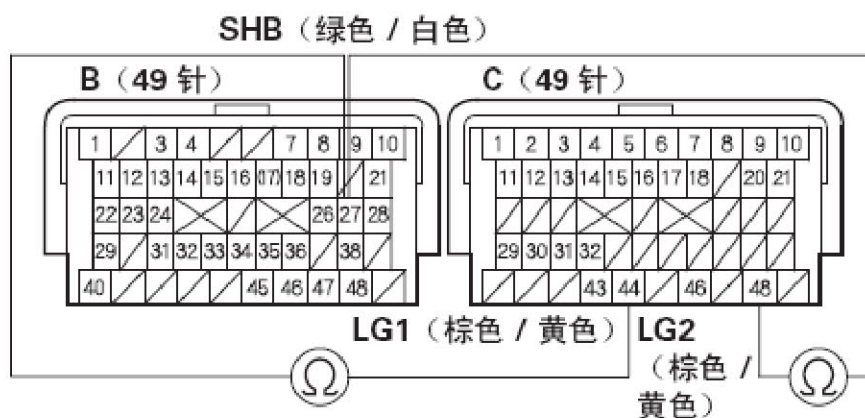 SHB（绿色 / 白色）
B（49 针）
C（49 针）
1 3 4 7 8 9 10
11 12 13 14 15 16 (17) 18 19 21
22 23 24 26 27 28
29 31 32 33 34 35 36 38
40 45 46 47 48
1 2 3 4 5 6 7 8 9 10
11 12 13 14 15 16 17 18 20 21
29 30 31 32
43 44 46 48
LG1（棕色 / 黄色）
LG2
（棕色 /
黄色）
Ω
Ω